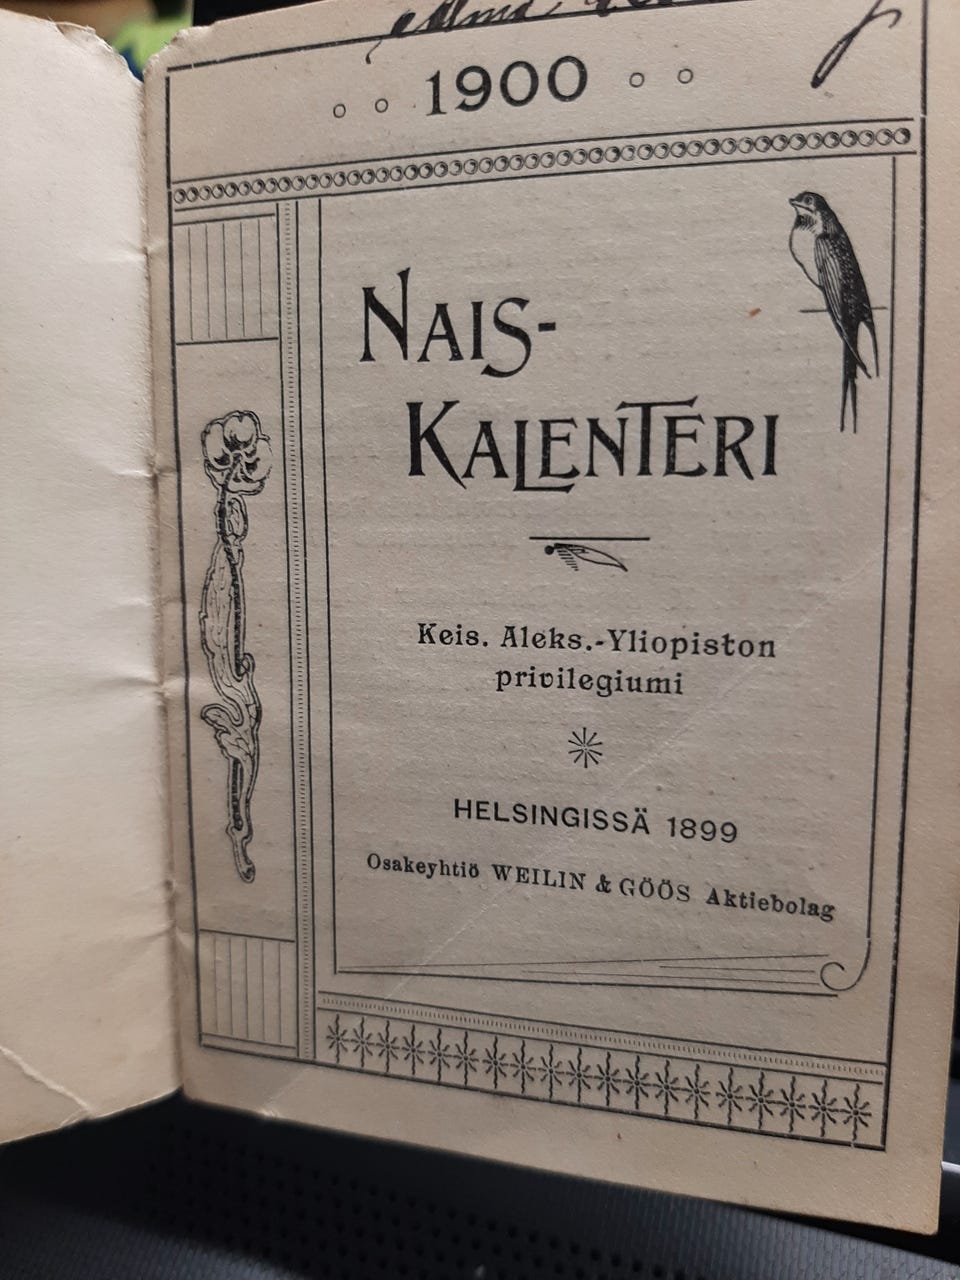 1900
NAIS-
KALENTERI
Keis. Aleks.-Yliopiston
privilegiumi
HELSINGISSÄ 1899
Osakeyhtiö WEILIN & GÖÖS Aktiebolag